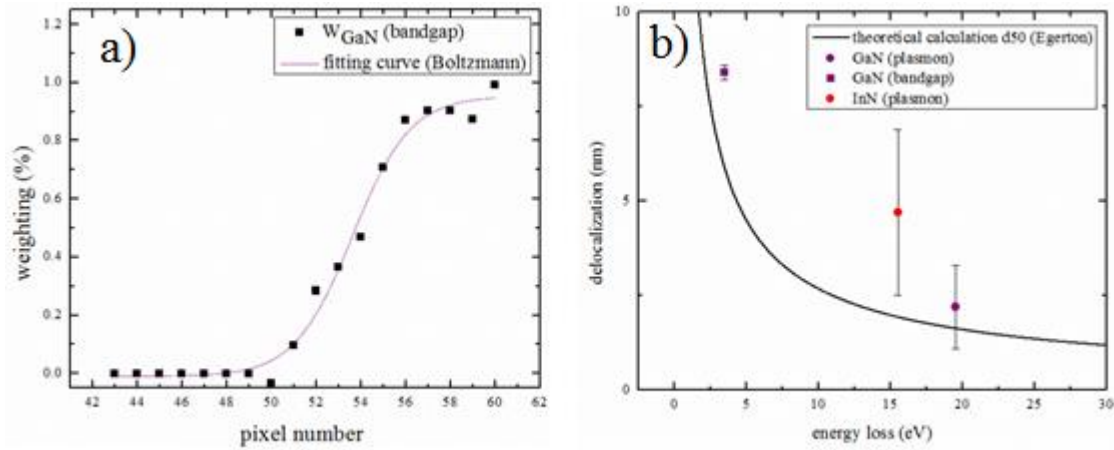 a)
W_GaN (bandgap)
fitting curve (Boltzmann)
weighting (%)
1.2
1.0
0.8
0.6
0.4
0.2
0.0
42 44 46 48 50 52 54 56 58 60 62
pixel number
b)
theoretical calculation d50 (Egerton)
GaN (plasmon)
GaN (bandgap)
InN (plasmon)
delocalization (nm)
10
5
0
0 5 10 15 20 25 30
energy loss (eV)